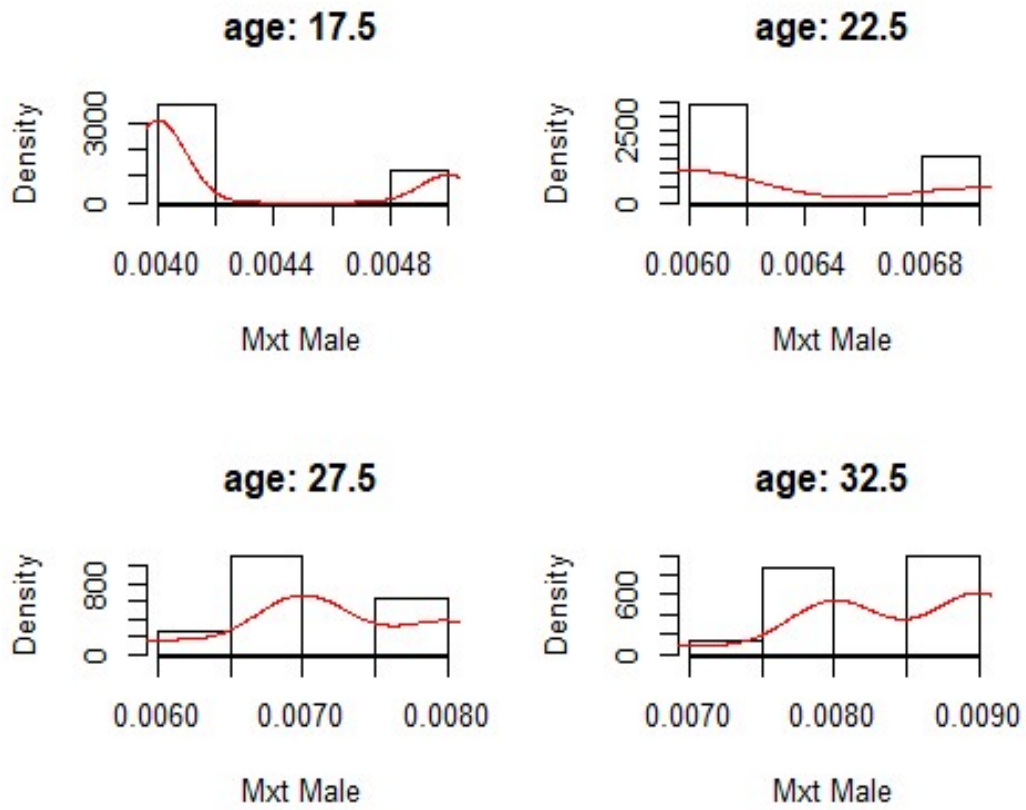 age: 17.5
Density
0
3000
0.0040 0.0044 0.0048
Mxt Male
age: 22.5
Density
0
2500
0.0060 0.0064 0.0068
Mxt Male
age: 27.5
Density
0
800
0.0060 0.0070 0.0080
Mxt Male
age: 32.5
Density
0
600
0.0070 0.0080 0.0090
Mxt Male